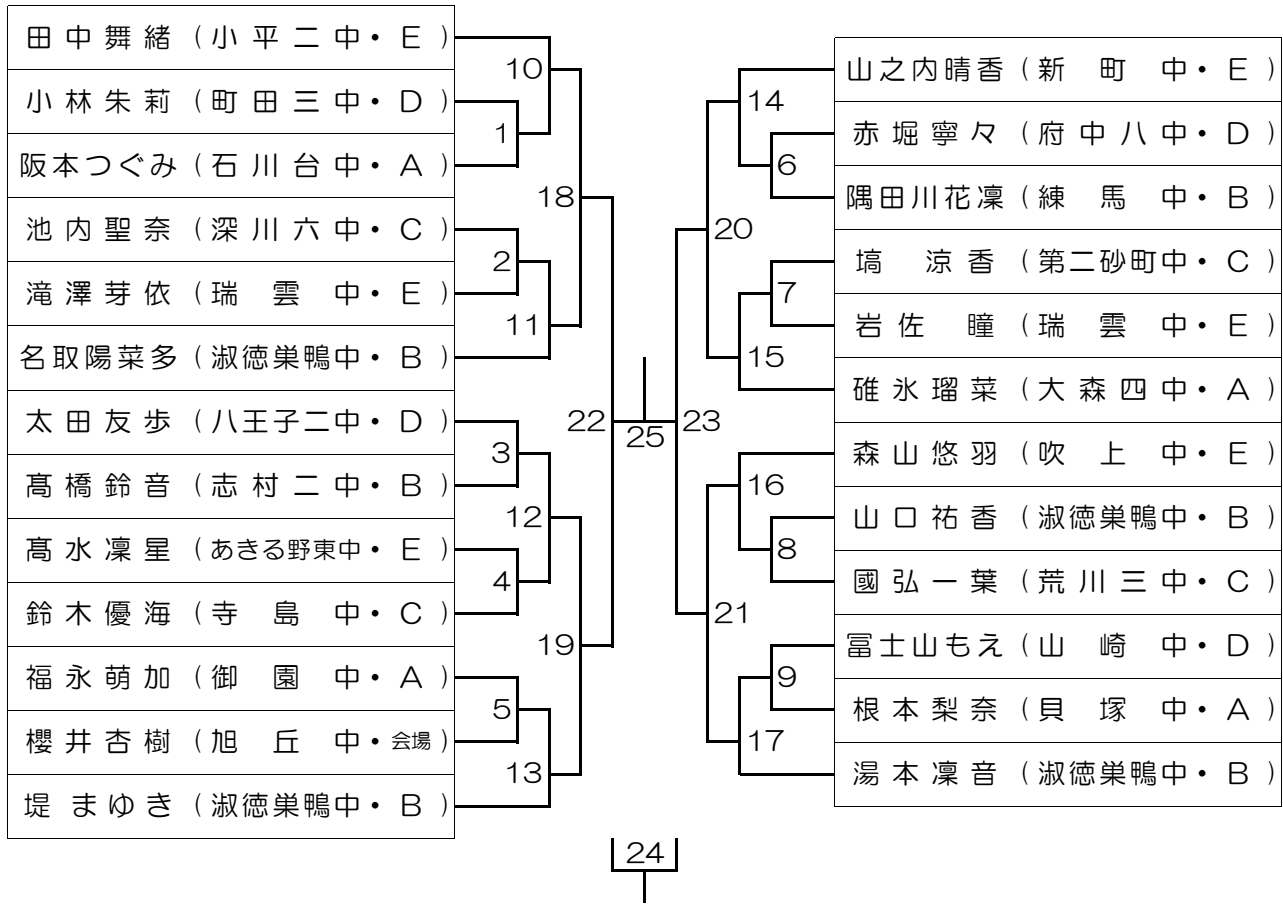 田中舞緒（小平二中・E）
小林朱莉（町田三中・D）
阪本つぐみ（石川台中・A）
池内聖奈（深川六中・C）
滝澤芽依（瑞雲中・E）
名取陽菜多（淑徳巣鴨中・B）
太田友歩（八王子二中・D）
髙橋鈴音（志村二中・B）
髙水凜星（あきる野東中・E）
鈴木優海（寺島中・C）
福永萌加（御園中・A）
櫻井杏樹（旭丘中・会場）
堤まゆき（淑徳巣鴨中・B）
10
1
18
2
11
22
3
12
4
19
5
13
25
24
14
6
20
7
15
23
16
8
21
9
17
山之内晴香（新町中・E）
赤堀寧々（府中八中・D）
隅田川花凜（練馬中・B）
塙涼香（第二砂町中・C）
岩佐瞳（瑞雲中・E）
碓氷瑠菜（大森四中・A）
森山悠羽（吹上中・E）
山口祐香（淑徳巣鴨中・B）
國弘一葉（荒川三中・C）
冨士山もえ（山崎中・D）
根本梨奈（貝塚中・A）
湯本凜音（淑徳巣鴨中・B）